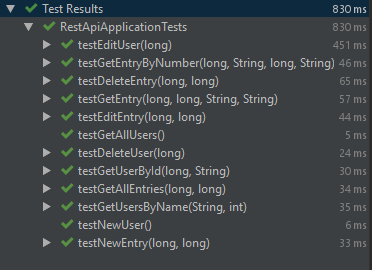 Test Results 830 ms
RestApiApplicationTests 830 ms
testEditUser(long) 451 ms
testGetEntryByNumber(long, String, long, String) 46 ms
testDeleteEntry(long, long) 65 ms
testGetEntry(long, long, String, String) 57 ms
testEditEntry(long, long) 44 ms
testGetAllUsers() 5 ms
testDeleteUser(long) 24 ms
testGetUserById(long, String) 30 ms
testGetAllEntries(long, long) 34 ms
testGetUsersByName(String, int) 35 ms
testNewUser() 6 ms
testNewEntry(long, long) 33 ms